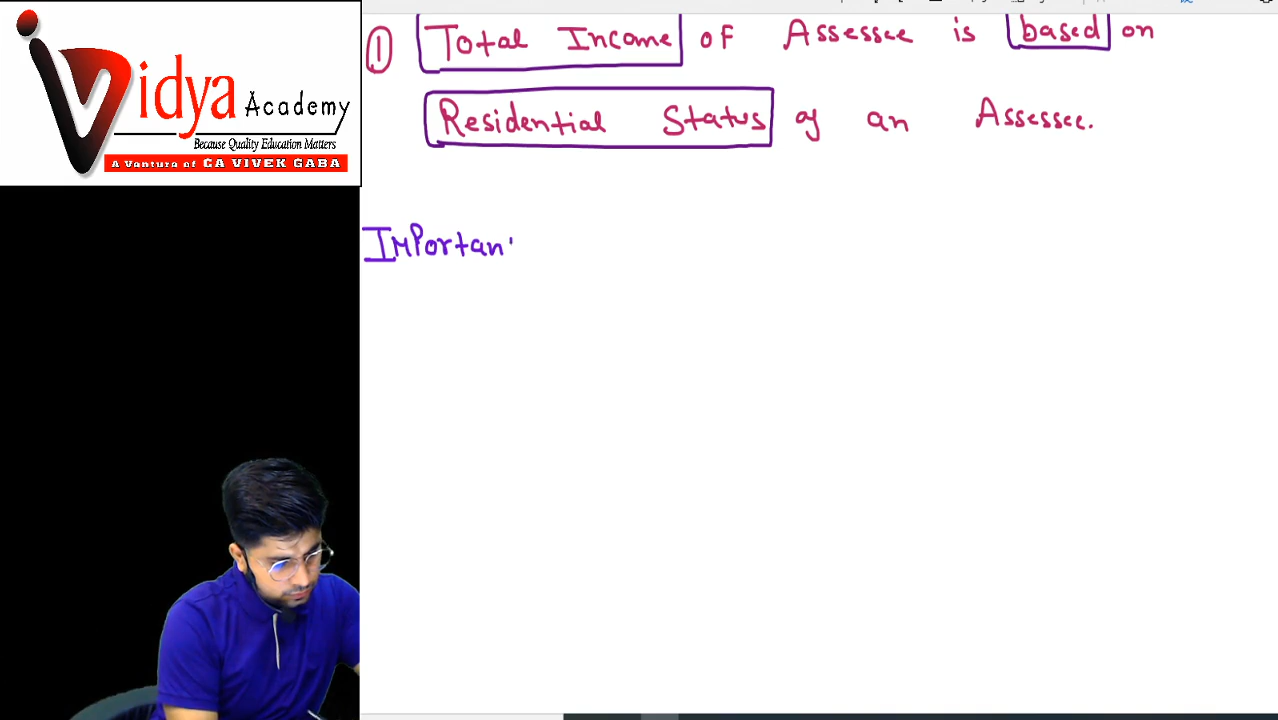 Vidya Academy
Because Quality Education Matters
A Ventura of CA VIVEK GABA
① Total Income of Assessee is based on
Residential Status of an Assessee.
Importan